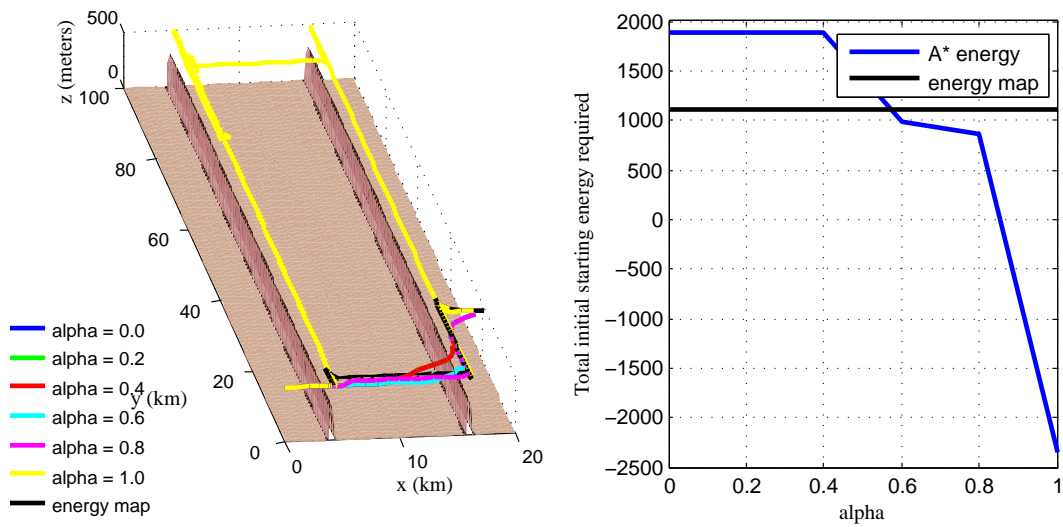 500
0
z (meters)
100
80
60
40
20
0
y (km)
0
10
20
x (km)
alpha = 0.0
alpha = 0.2
alpha = 0.4
alpha = 0.6
alpha = 0.8
alpha = 1.0
energy map
2000
1500
1000
500
0
−500
−1000
−1500
−2000
−2500
Total initial starting energy required
0
0.2
0.4
0.6
0.8
1
alpha
A* energy
energy map